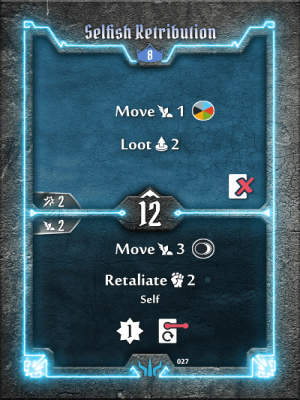 Selfish Retribution
8
Move 1
Loot 2
2
12
2
Move 3
Retaliate 2
Self
1
027